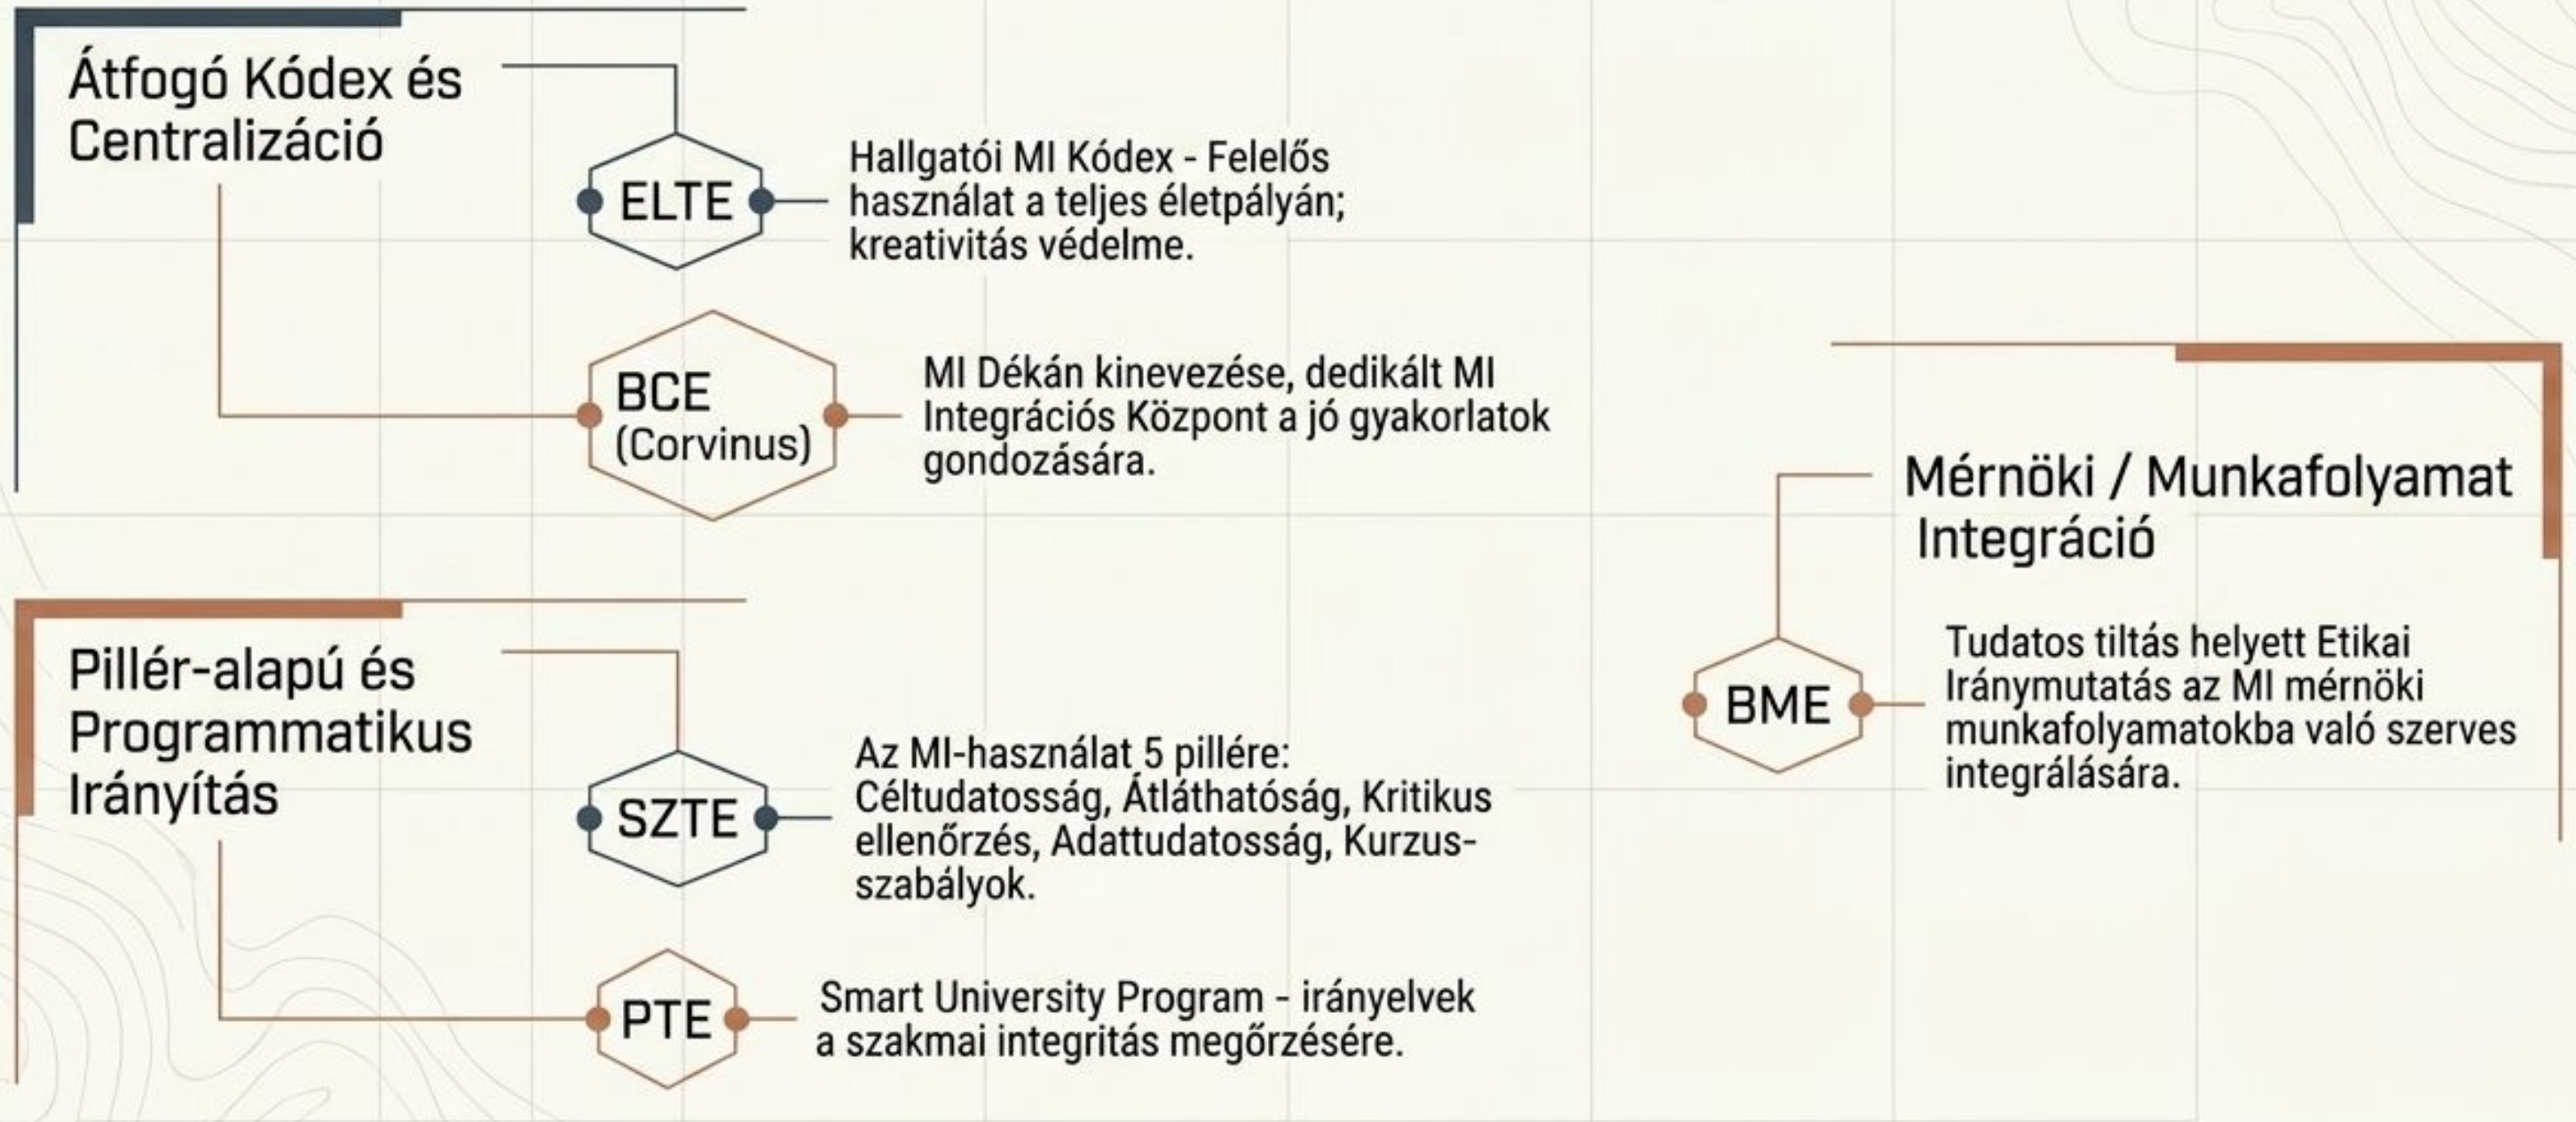 Átfogó Kódex és
Centralizáció
ELTE
Hallgatói MI Kódex - Felelős
használat a teljes életpályán;
kreativitás védelme.
BCE
(Corvinus)
MI Dékán kinevezése, dedikált MI
Integrációs Központ a jó gyakorlatok
gondozására.
Pillér-alapú és
Programmatikus
Irányítás
SZTE
Az MI-használat 5 pillére:
Céltudatosság, Átláthatóság, Kritikus
ellenőrzés, Adattudatosság, Kurzus-
szabályok.
PTE
Smart University Program - irányelvek
a szakmai integritás megőrzésére.
Mérnöki / Munkafolyamat
Integráció
BME
Tudatos tiltás helyett Etikai
Iránymutatás az MI mérnöki
munkafolyamatokba való szerves
integrálására.